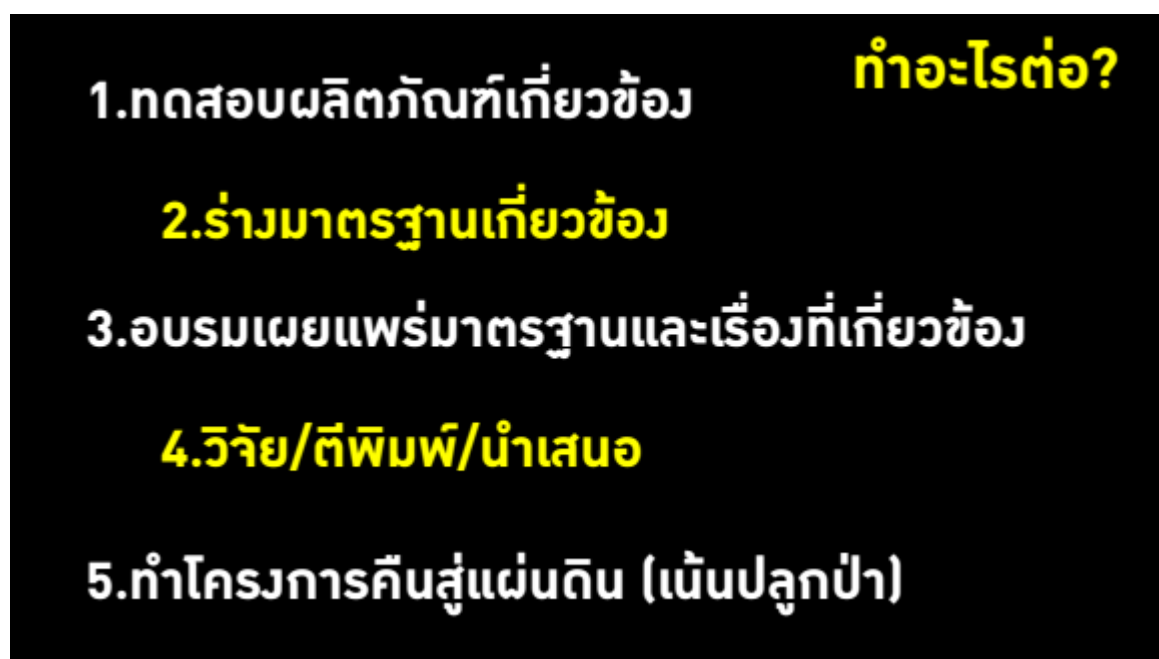 ทำอะไรต่อ?
1.ทดสอบผลิตภัณฑ์เกี่ยวข้อง
2.ร่างมาตรฐานเกี่ยวข้อง
3.อบรมเผยแพร่มาตรฐานและเรื่องที่เกี่ยวข้อง
4.วิจัย/ตีพิมพ์/นำเสนอ
5.ทำโครงการคืนสู่แผ่นดิน (เน้นปลูกป่า)